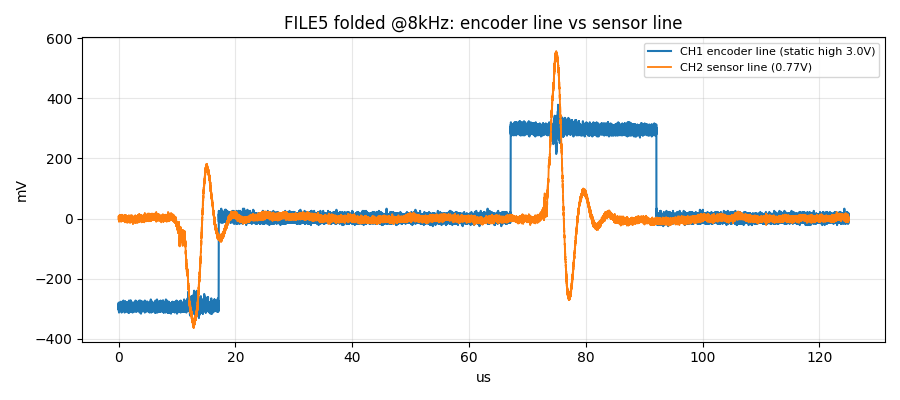 FILE5 folded @8kHz: encoder line vs sensor line
CH1 encoder line (static high 3.0V)
CH2 sensor line (0.77V)
600
400
200
0
−200
−400
mV
0
20
40
60
80
100
120
us